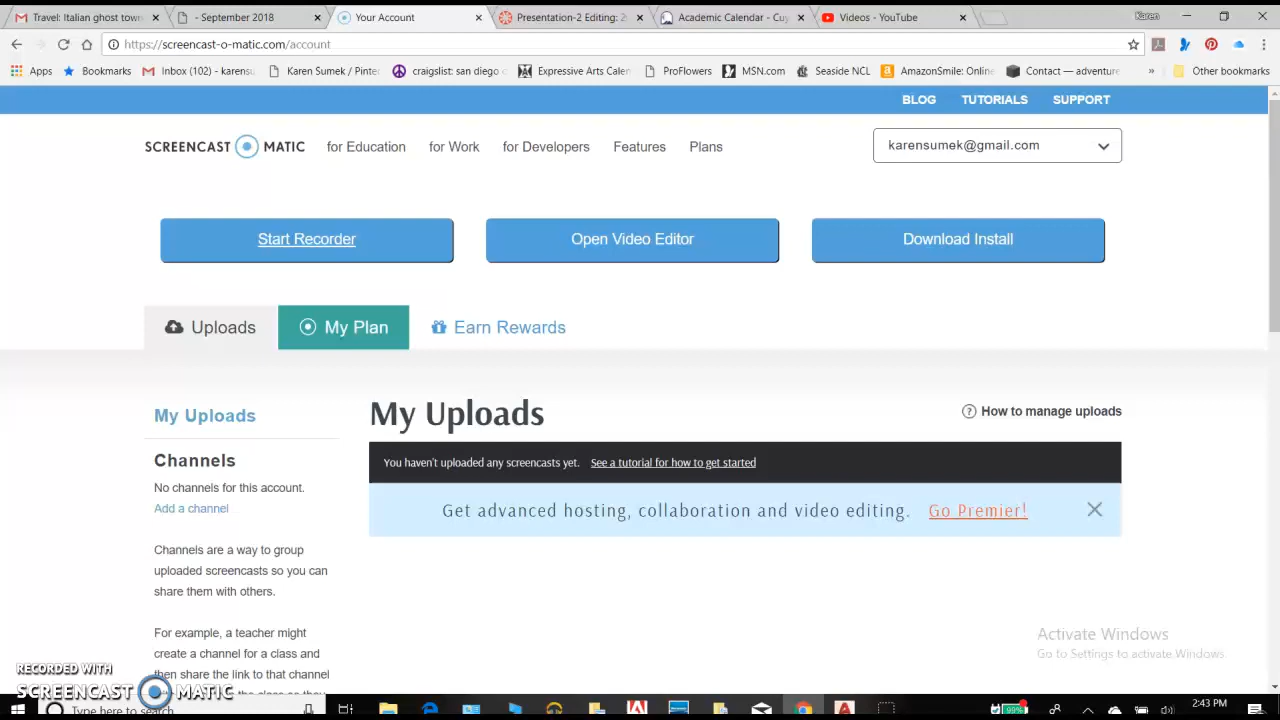 Travel: Italian ghost town
- September 2018
Your Account
Presentation-2 Editing: 2
Academic Calendar - Cuy
Videos - YouTube
Karen
https://screencast-o-matic.com/account
Apps
Bookmarks
Inbox (102) - karensu
Karen Sumek / Pinter
craigslist: san diego c
Expressive Arts Calen
ProFlowers
MSN.com
Seaside NCL
AmazonSmile: Online
Contact — adventure
»
Other bookmarks
BLOG TUTORIALS SUPPORT
SCREENCAST MATIC for Education for Work for Developers Features Plans karensumek@gmail.com
Start Recorder Open Video Editor Download Install
Uploads My Plan Earn Rewards
My Uploads
Channels
No channels for this account.
Add a channel
Channels are a way to group
uploaded screencasts so you can
share them with others.
For example, a teacher might
create a channel for a class and
then share the link to that channel
My Uploads
? How to manage uploads
You haven't uploaded any screencasts yet. See a tutorial for how to get started
Get advanced hosting, collaboration and video editing. Go Premier!
Activate Windows
Go to Settings to activate Windows.
RECORDED WITH
SCREENCAST MATIC
Type here to search
99%
2:43 PM